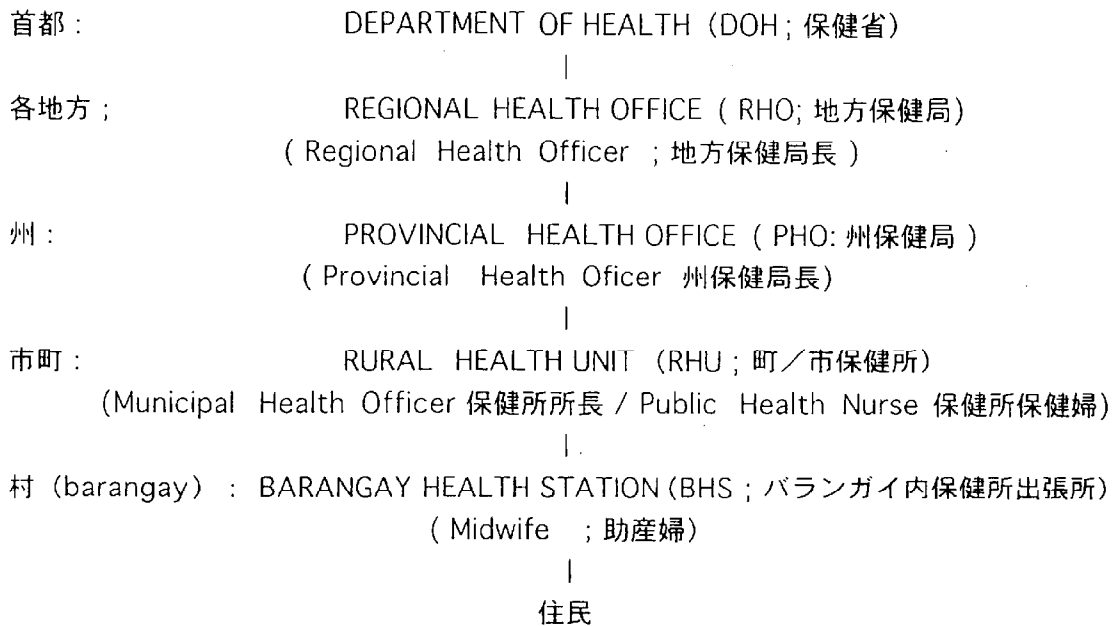 首都 : DEPARTMENT OF HEALTH (DOH ; 保健省)
各地方 ; REGIONAL HEALTH OFFICE ( RHO; 地方保健局)
( Regional Health Officer ; 地方保健局長 )
州 : PROVINCIAL HEALTH OFFICE ( PHO: 州保健局 )
( Provincial Health Oficer 州保健局長)
市町 : RURAL HEALTH UNIT (RHU ; 町／市保健所)
(Municipal Health Officer 保健所所長 / Public Health Nurse 保健所保健婦)
村 (barangay) : BARANGAY HEALTH STATION (BHS ; バランガイ内保健所出張所)
( Midwife ; 助産婦)
住民